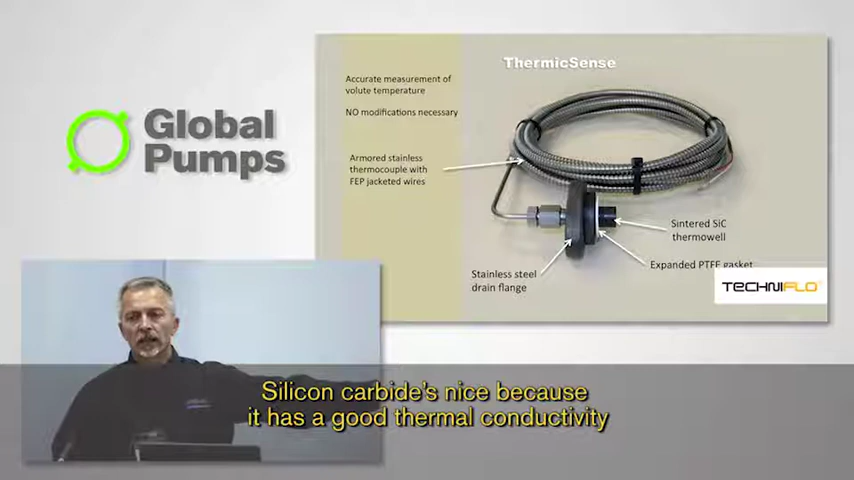 Global
Pumps
ThermicSense
Accurate measurement of
volute temperature
NO modifications necessary
Armored stainless
thermocouple with
FEP jacketed wires
Sintered SiC
thermowell
Expanded PTFE gasket
Stainless steel
drain flange
TECHNIFLO
Silicon carbide's nice because
it has a good thermal conductivity